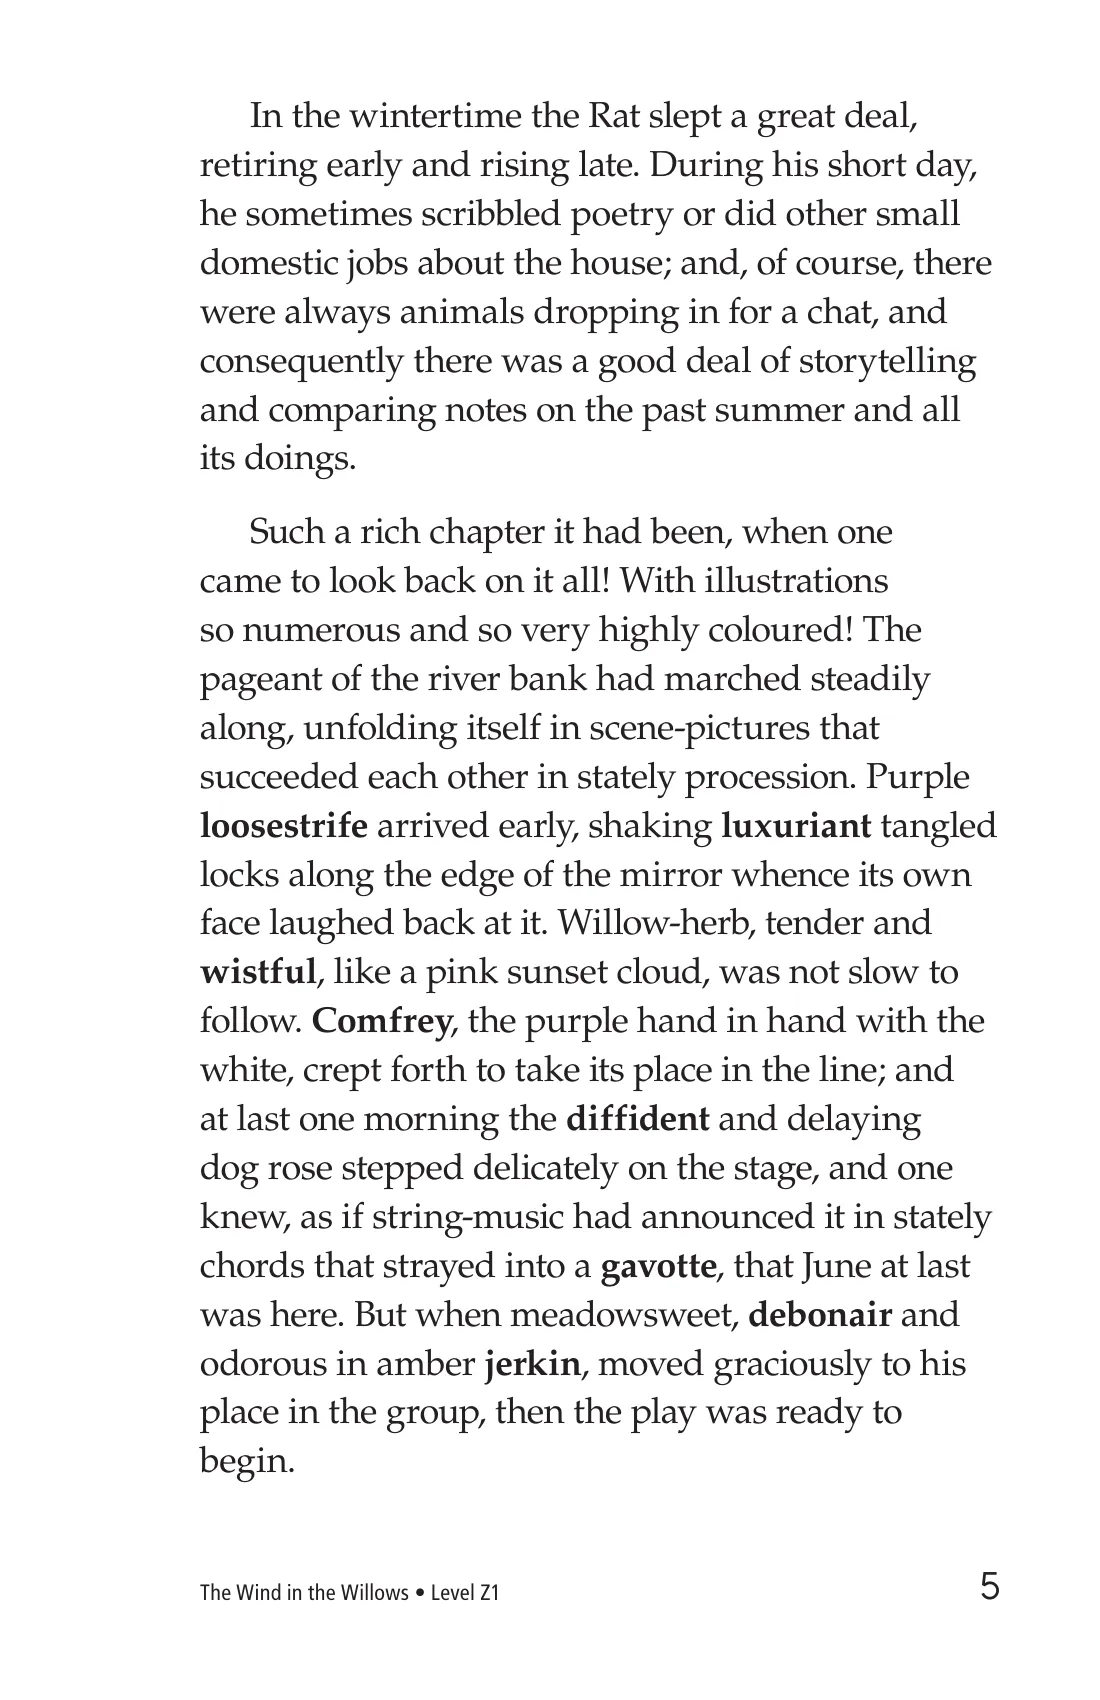 In the wintertime the Rat slept a great deal,
retiring early and rising late. During his short day,
he sometimes scribbled poetry or did other small
domestic jobs about the house; and, of course, there
were always animals dropping in for a chat, and
consequently there was a good deal of storytelling
and comparing notes on the past summer and all
its doings.
Such a rich chapter it had been, when one
came to look back on it all! With illustrations
so numerous and so very highly coloured! The
pageant of the river bank had marched steadily
along, unfolding itself in scene-pictures that
succeeded each other in stately procession. Purple
loosestrife arrived early, shaking luxuriant tangled
locks along the edge of the mirror whence its own
face laughed back at it. Willow-herb, tender and
wistful, like a pink sunset cloud, was not slow to
follow. Comfrey, the purple hand in hand with the
white, crept forth to take its place in the line; and
at last one morning the diffident and delaying
dog rose stepped delicately on the stage, and one
knew, as if string-music had announced it in stately
chords that strayed into a gavotte, that June at last
was here. But when meadowsweet, debonair and
odorous in amber jerkin, moved graciously to his
place in the group, then the play was ready to
begin.
The Wind in the Willows • Level Z1
5